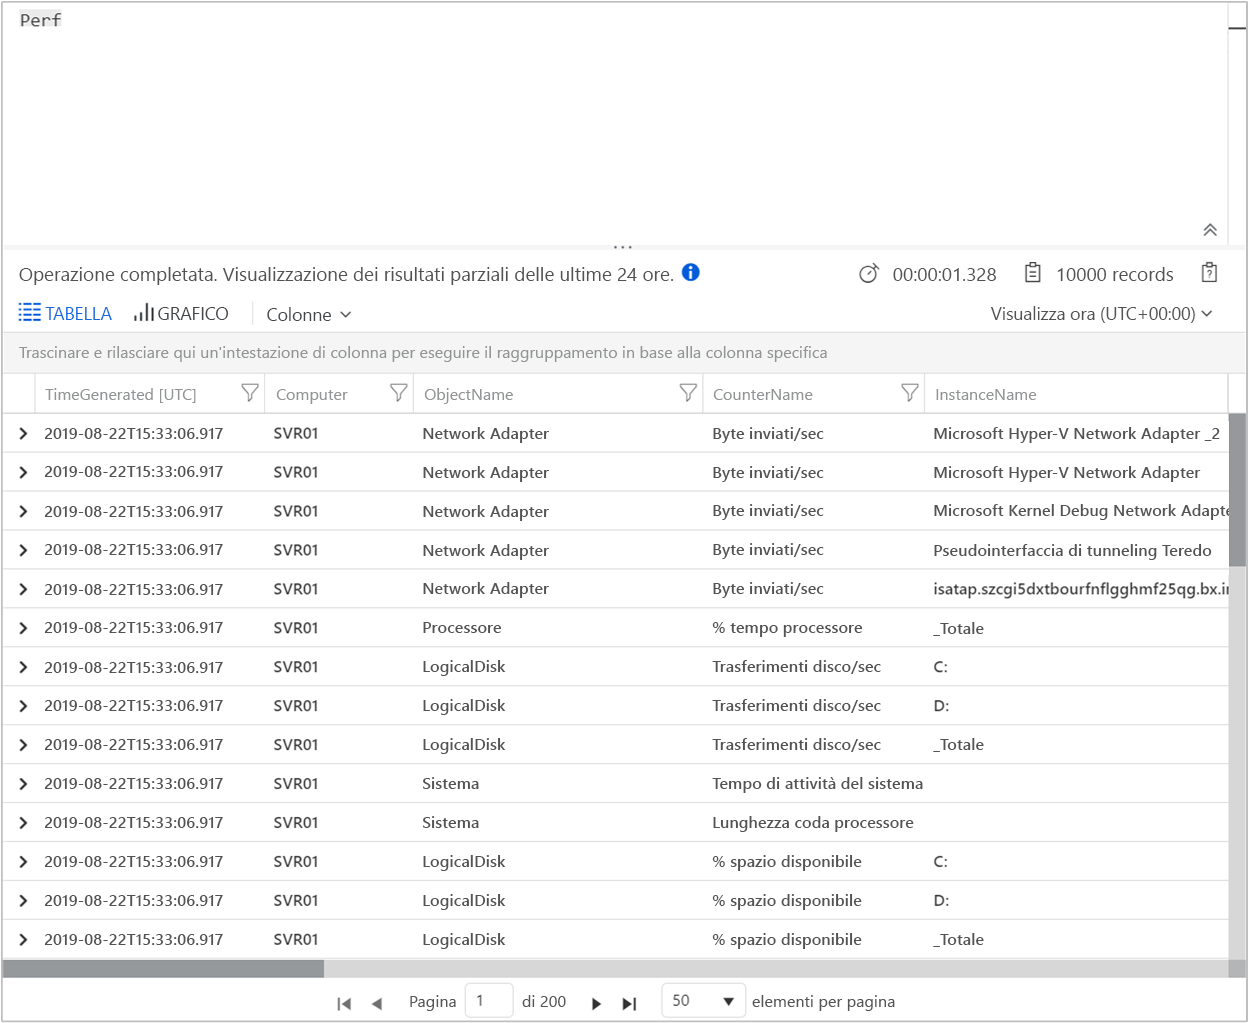 Perf
Operazione completata. Visualizzazione dei risultati parziali delle ultime 24 ore. 00:00:01.328 10000 records
TABELLA GRAFICO Colonne Visualizza ora (UTC+00:00)
Trascinare e rilasciare qui un'intestazione di colonna per eseguire il raggruppamento in base alla colonna specifica
TimeGenerated [UTC] Computer ObjectName CounterName InstanceName
2019-08-22T15:33:06.917 SVR01 Network Adapter Byte inviati/sec Microsoft Hyper-V Network Adapter _2
2019-08-22T15:33:06.917 SVR01 Network Adapter Byte inviati/sec Microsoft Hyper-V Network Adapter
2019-08-22T15:33:06.917 SVR01 Network Adapter Byte inviati/sec Microsoft Kernel Debug Network Adapte
2019-08-22T15:33:06.917 SVR01 Network Adapter Byte inviati/sec Pseudointerfaccia di tunneling Teredo
2019-08-22T15:33:06.917 SVR01 Network Adapter Byte inviati/sec isatap.szcgi5dxtbourfnflgghmf25qg.bx.in
2019-08-22T15:33:06.917 SVR01 Processore % tempo processore _Totale
2019-08-22T15:33:06.917 SVR01 LogicalDisk Trasferimenti disco/sec C:
2019-08-22T15:33:06.917 SVR01 LogicalDisk Trasferimenti disco/sec D:
2019-08-22T15:33:06.917 SVR01 LogicalDisk Trasferimenti disco/sec _Totale
2019-08-22T15:33:06.917 SVR01 Sistema Tempo di attività del sistema
2019-08-22T15:33:06.917 SVR01 Sistema Lunghezza coda processore
2019-08-22T15:33:06.917 SVR01 LogicalDisk % spazio disponibile C:
2019-08-22T15:33:06.917 SVR01 LogicalDisk % spazio disponibile D:
2019-08-22T15:33:06.917 SVR01 LogicalDisk % spazio disponibile _Totale
Pagina 1 di 200 50 elementi per pagina